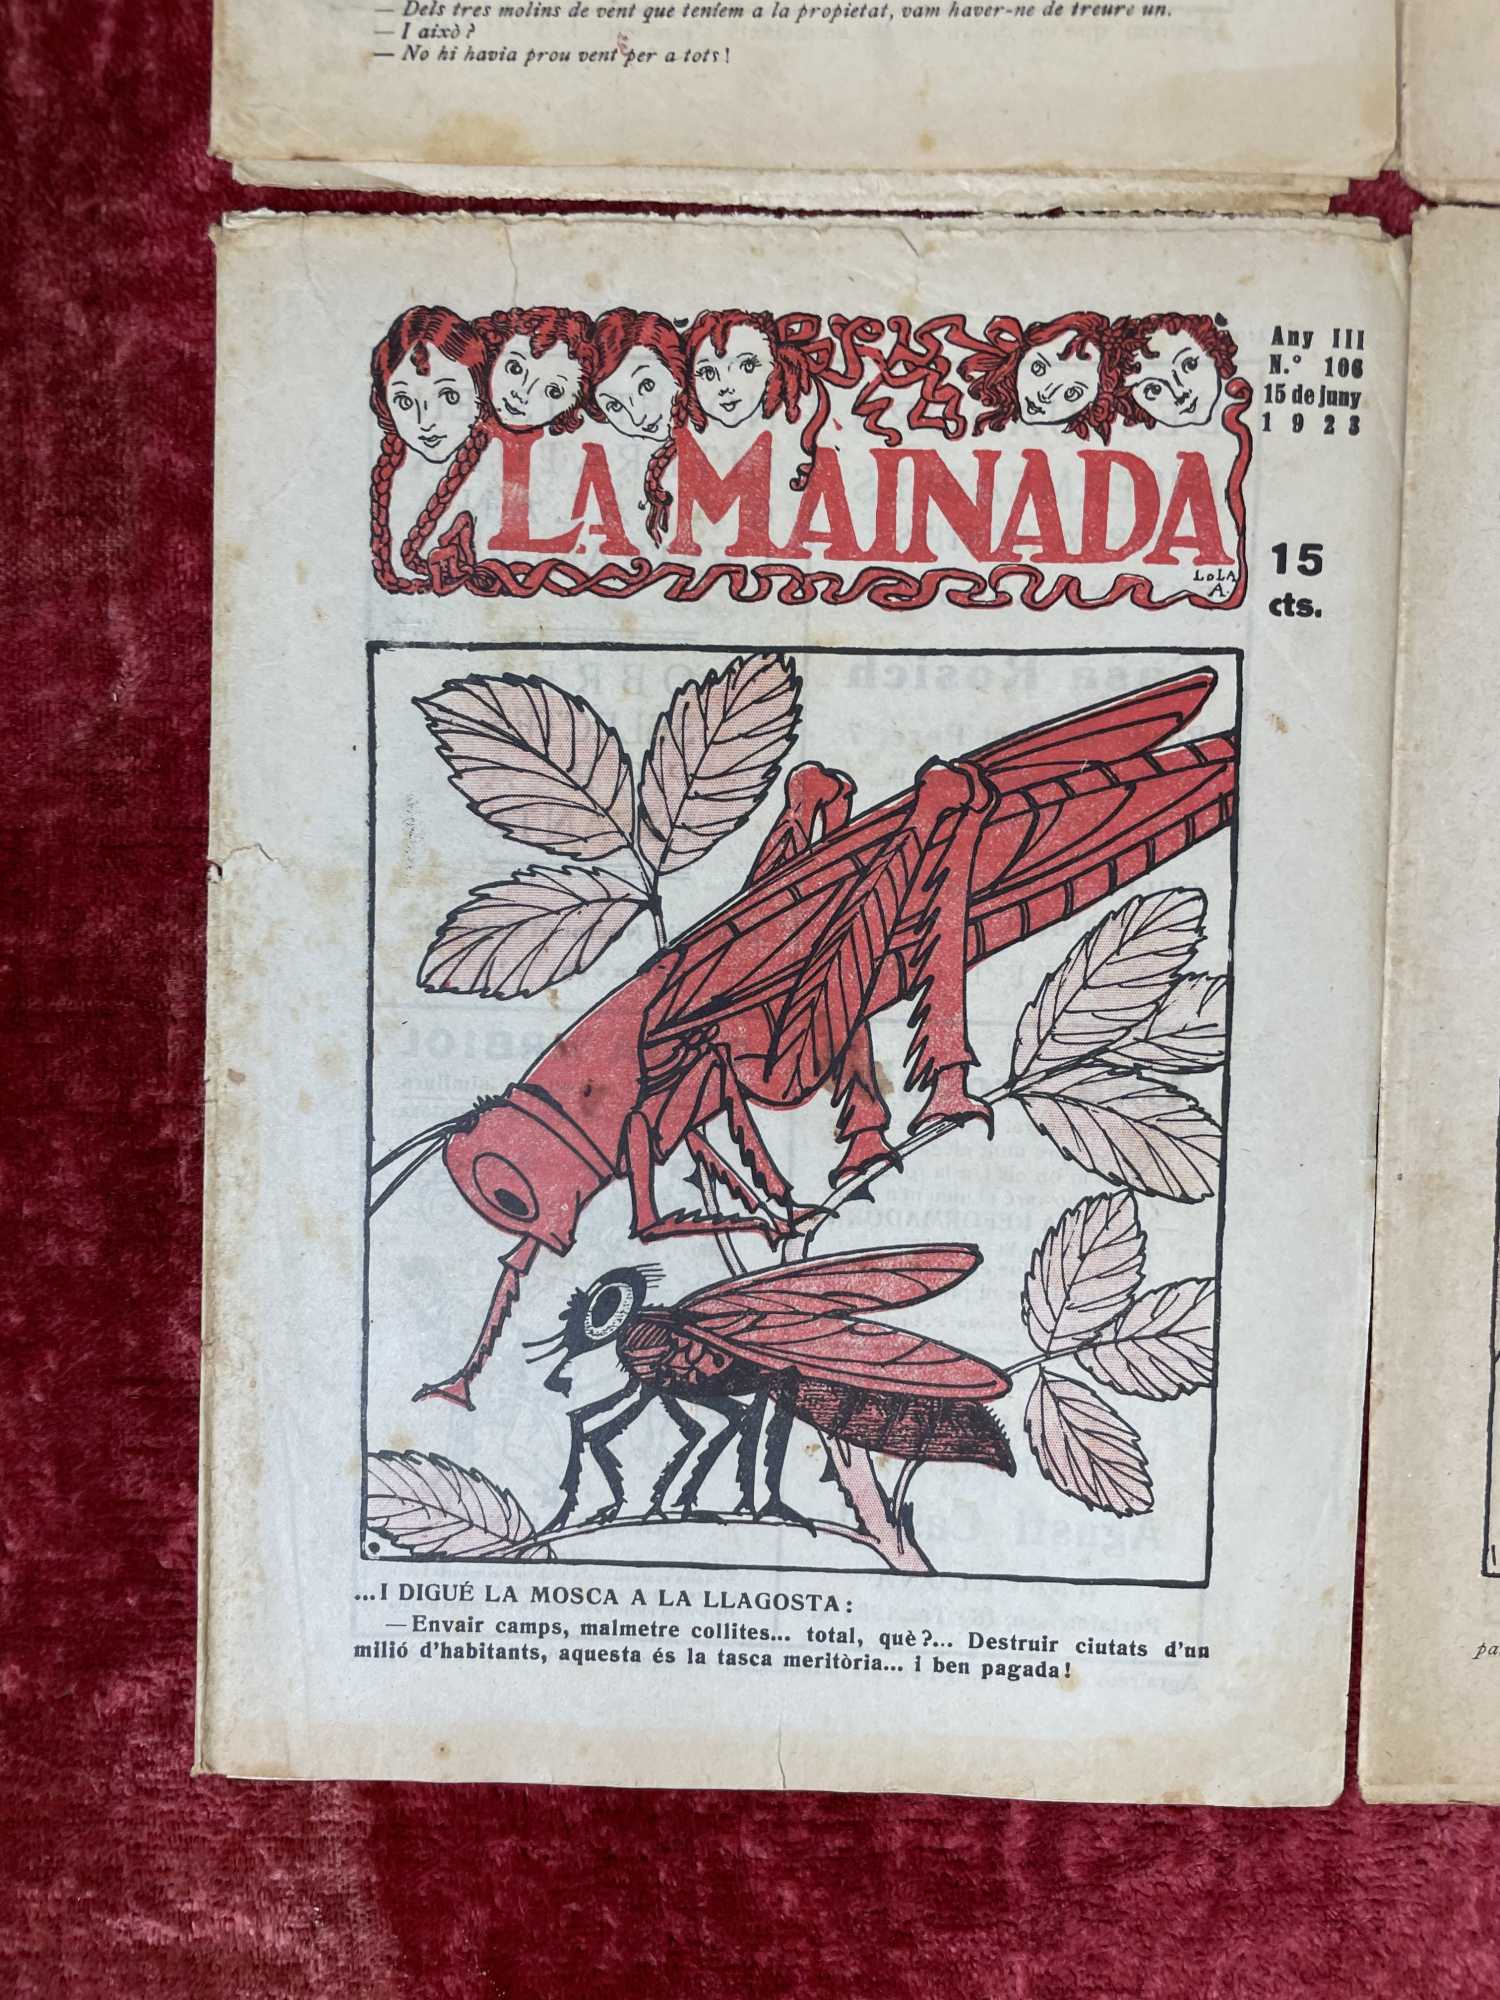 — Dels tres molins de vent que teníem a la propietat, vam haver-ne de treure un.
— I això?
— No hi havia prou vent per a tots!
Any III
N.º 106
15 de juny
1923
LA MAINADA
LOLA
A.
15
cts.
...I DIGUÉ LA MOSCA A LA LLAGOSTA:
— Envair camps, malmetre collites... total, què?... Destruir ciutats d'un
milió d'habitants, aquesta és la tasca meritòria... i ben pagada!
pa